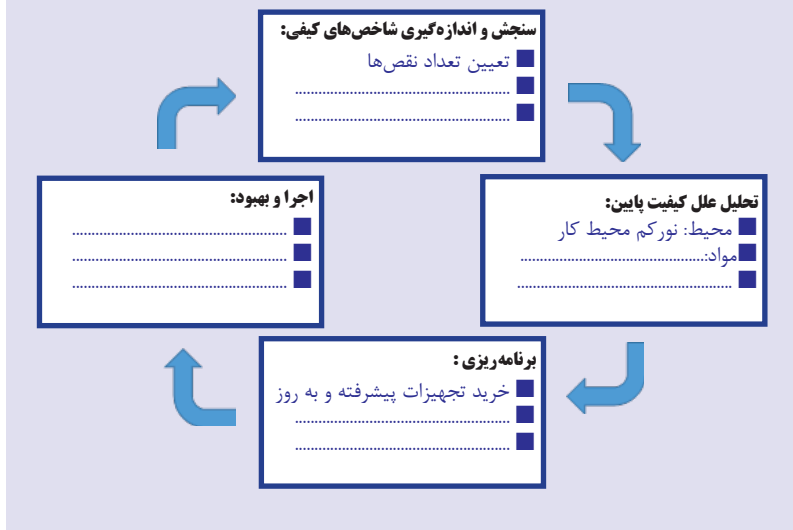 سنجش و اندازه‌گیری شاخص‌های کیفی:
■ تعیین تعداد نقص‌ها
■ ......................................................
■ ......................................................
تحلیل علل کیفیت پایین:
■ محیط: نورکم محیط کار
■ مواد:..............................................
■ ......................................................
برنامه‌ریزی :
■ خرید تجهیزات پیشرفته و به روز
■ ......................................................
■ ......................................................
اجرا و بهبود:
■ ......................................................
■ ......................................................
■ ......................................................